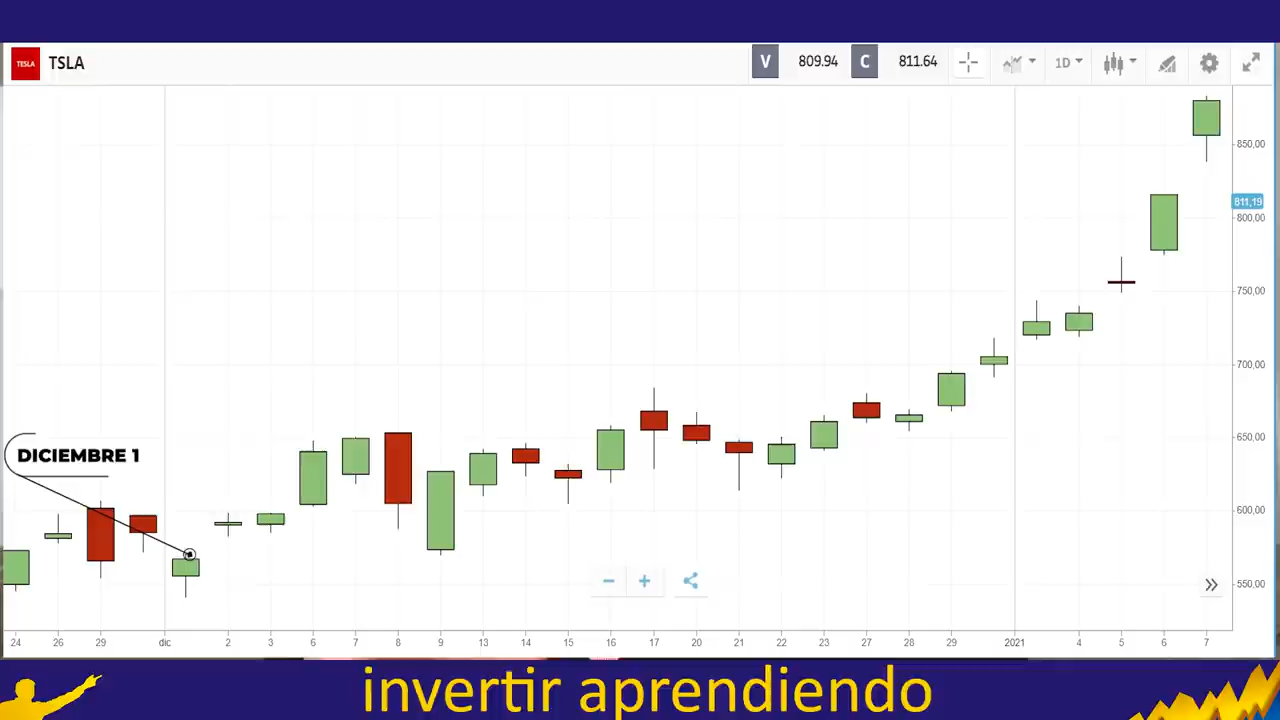 TESLA
TSLA
V 809.94 C 811.64
1D
850,00
811,19
800,00
750,00
700,00
650,00
600,00
550,00
DICIEMBRE 1
24 26 29 dic 2 3 6 7 8 9 13 14 15 16 17 20 21 22 23 27 28 29 2021 4 5 6 7
invertir aprendiendo